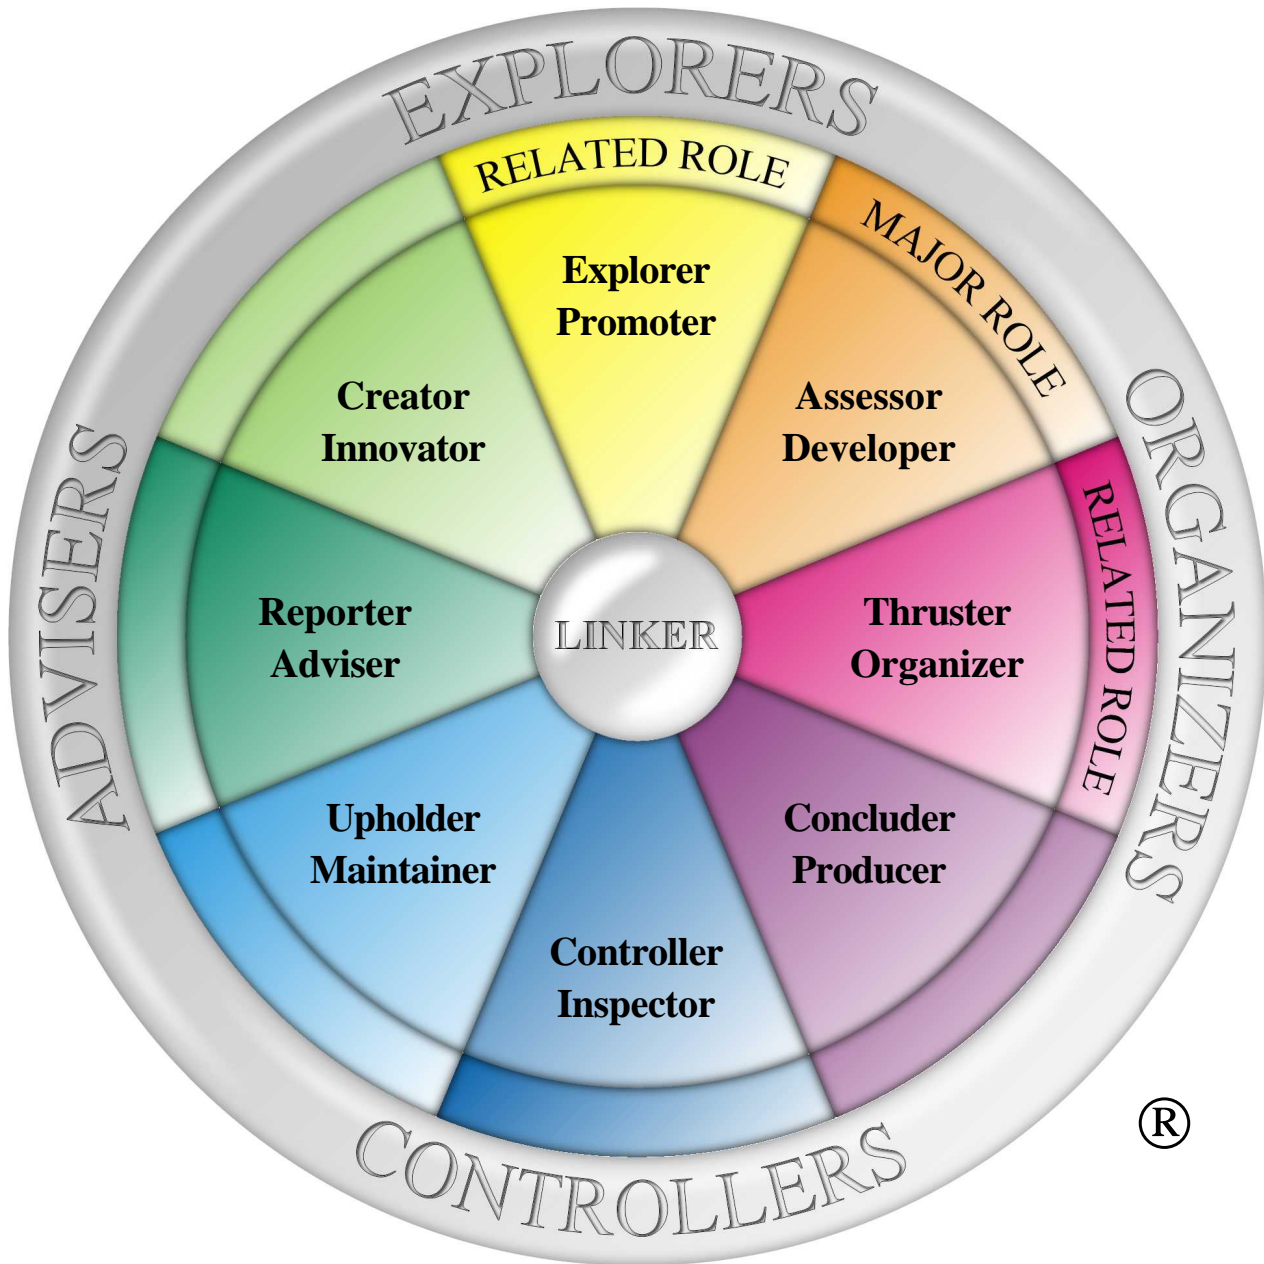 EXPLORERS
RELATED ROLE
MAJOR ROLE
Explorer
Promoter
Creator
Innovator
Assessor
Developer
ORGANIZERS
ADVISERS
RELATED ROLE
Reporter
Adviser
LINKER
Thruster
Organizer
Upholder
Maintainer
Concluder
Producer
Controller
Inspector
CONTROLLERS
®